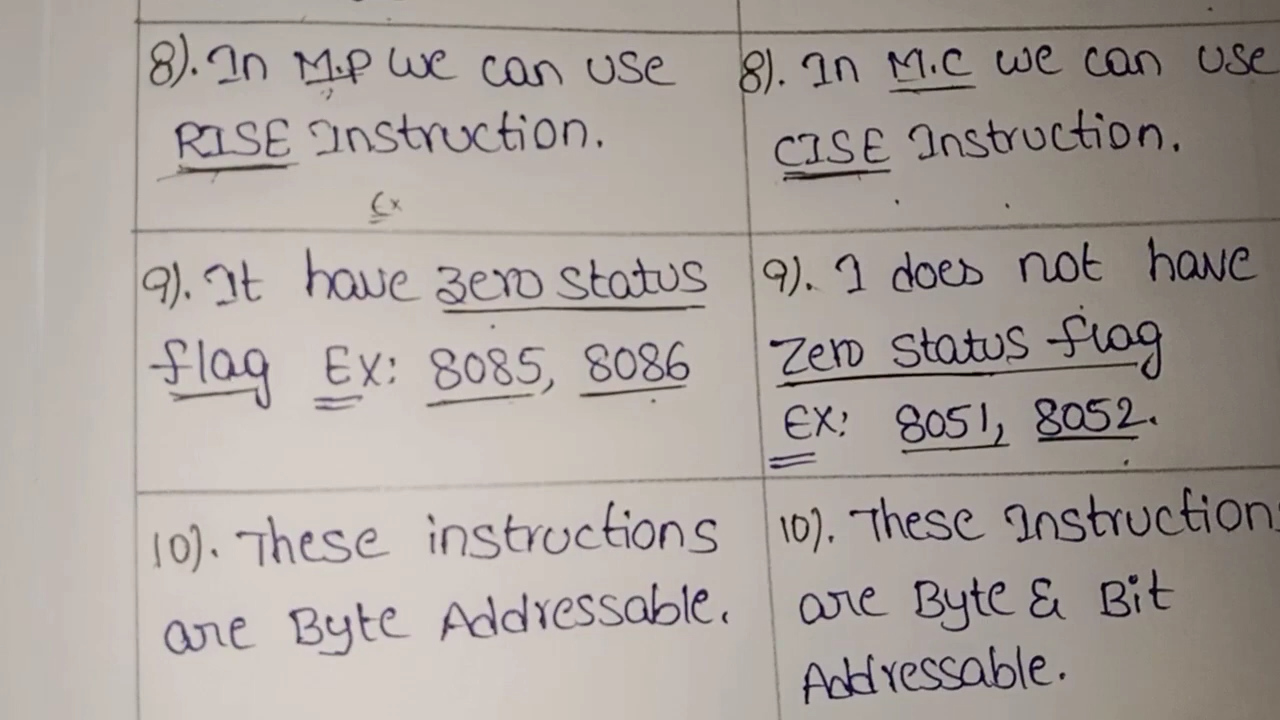 8). In M.P we can use
RISE Instruction.
Ex
9). It have zero status
flag Ex: 8085, 8086
10). These instructions
are Byte Addressable.
8). In M.C we can use
CISE Instruction.
9). I does not have
Zero status flag
Ex: 8051, 8052.
10). These Instruction
are Byte & Bit
Addressable.